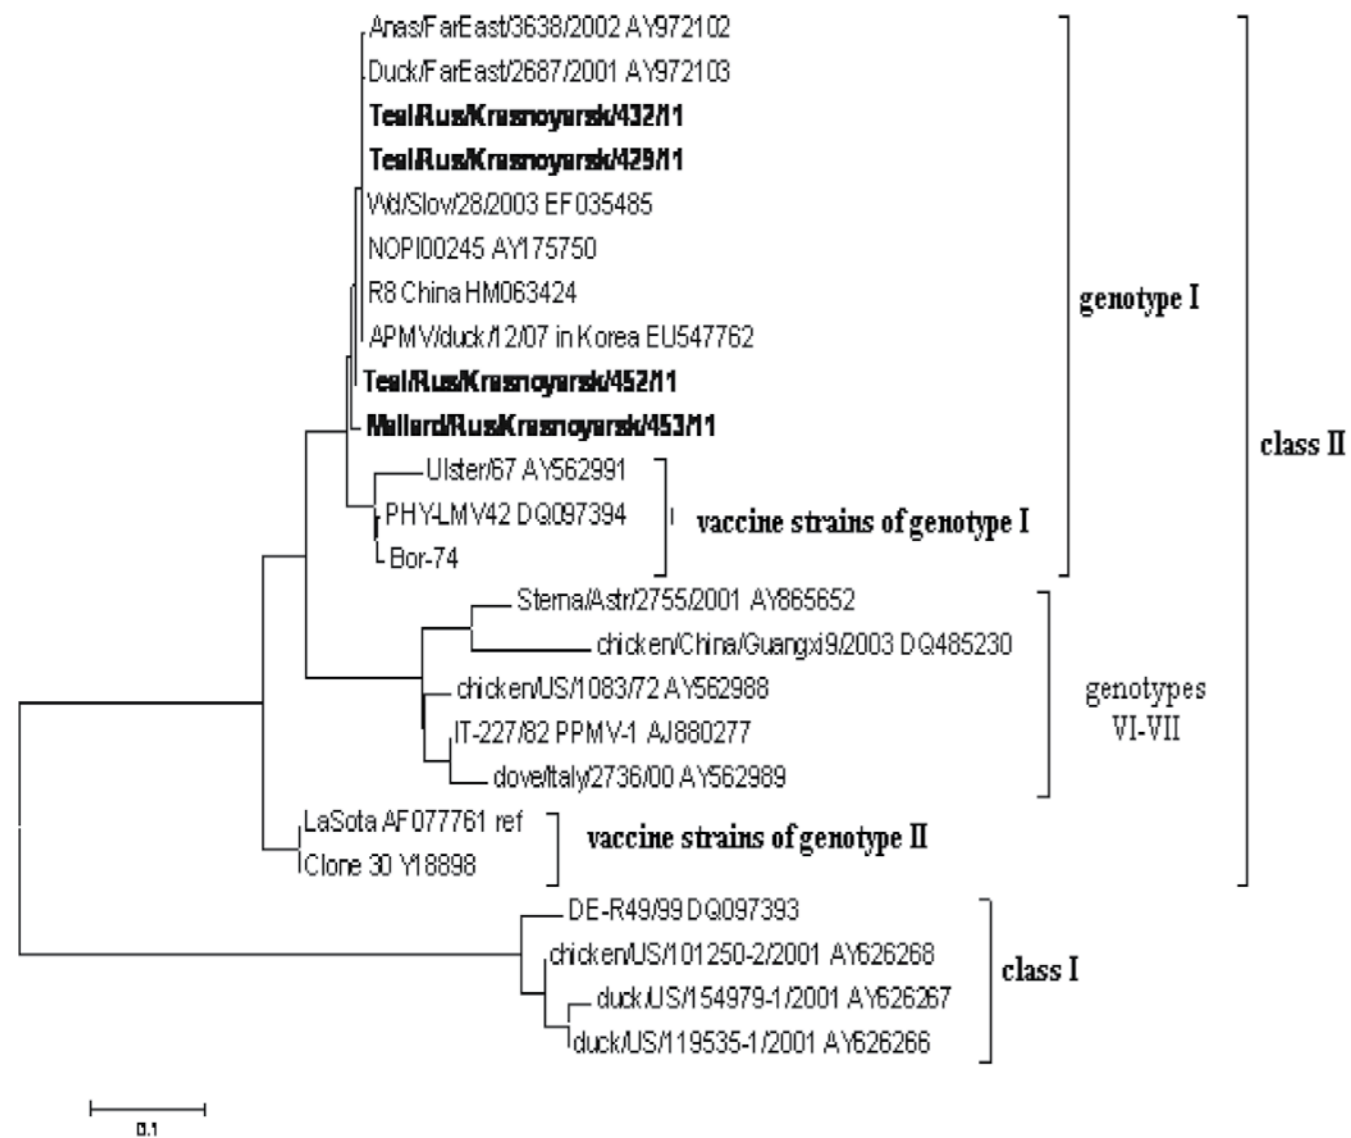 Anas/FarEast/3638/2002 AY972102
Duck/FarEast/2687/2001 AY972103
Teal/Rus/Krasnoyarsk/432/11
Teal/Rus/Krasnoyarsk/429/11
Wd/Slov/28/2003 EF035485
NOPI00245 AY175750
R8 China HM063424
APMV/duck/12/07 in Korea EU547762
Teal/Rus/Krasnoyarsk/452/11
Mallard/Rus/Krasnoyarsk/453/11
genotype I
class II
Ulster/67 AY562991
PHY-LMV42 DQ097394
Bor-74
vaccine strains of genotype I
Sterna/Astr/2755/2001 AY865652
chicken/China/Guangxi9/2003 DQ485230
chicken/US/1083/72 AY562988
IT-227/82 PPMV-1 AJ880277
dove/Italy/2736/00 AY562989
genotypes
VI-VII
LaSota AF077761 ref
Clone 30 Y18898
vaccine strains of genotype II
DE-R49/99 DQ097393
chicken/US/101250-2/2001 AY626268
duck/US/154979-1/2001 AY626267
duck/US/119535-1/2001 AY626266
class I
0.1